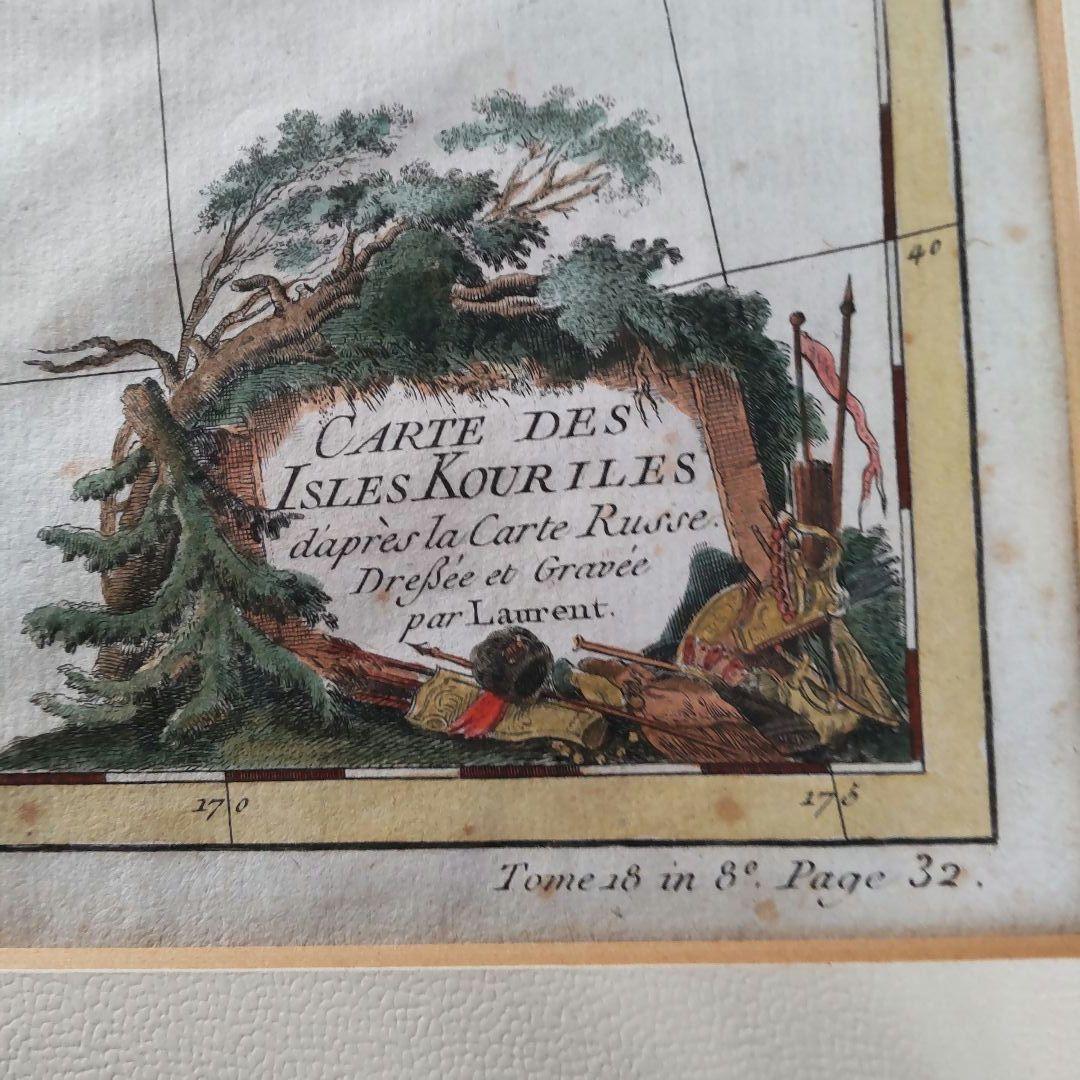 40
CARTE DES
ISLES KOURILES
d'après la Carte Russe.
Dreßée et Gravée
par Laurent.
170
175
Tome 18 in 8º. Page 32.